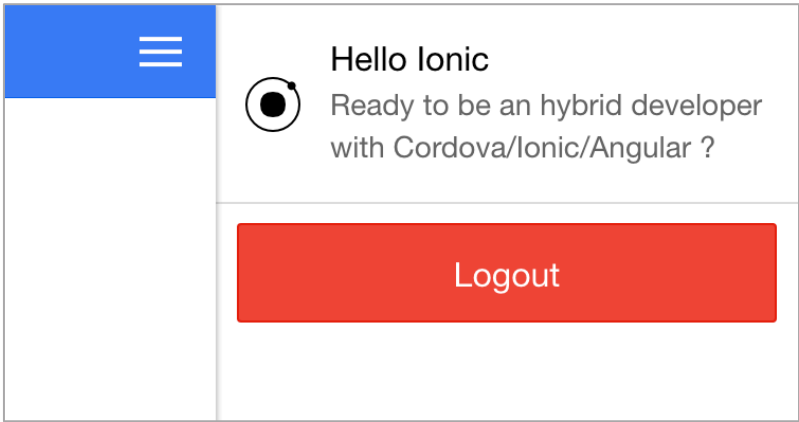 Hello Ionic
Ready to be an hybrid developer
with Cordova/Ionic/Angular ?
Logout